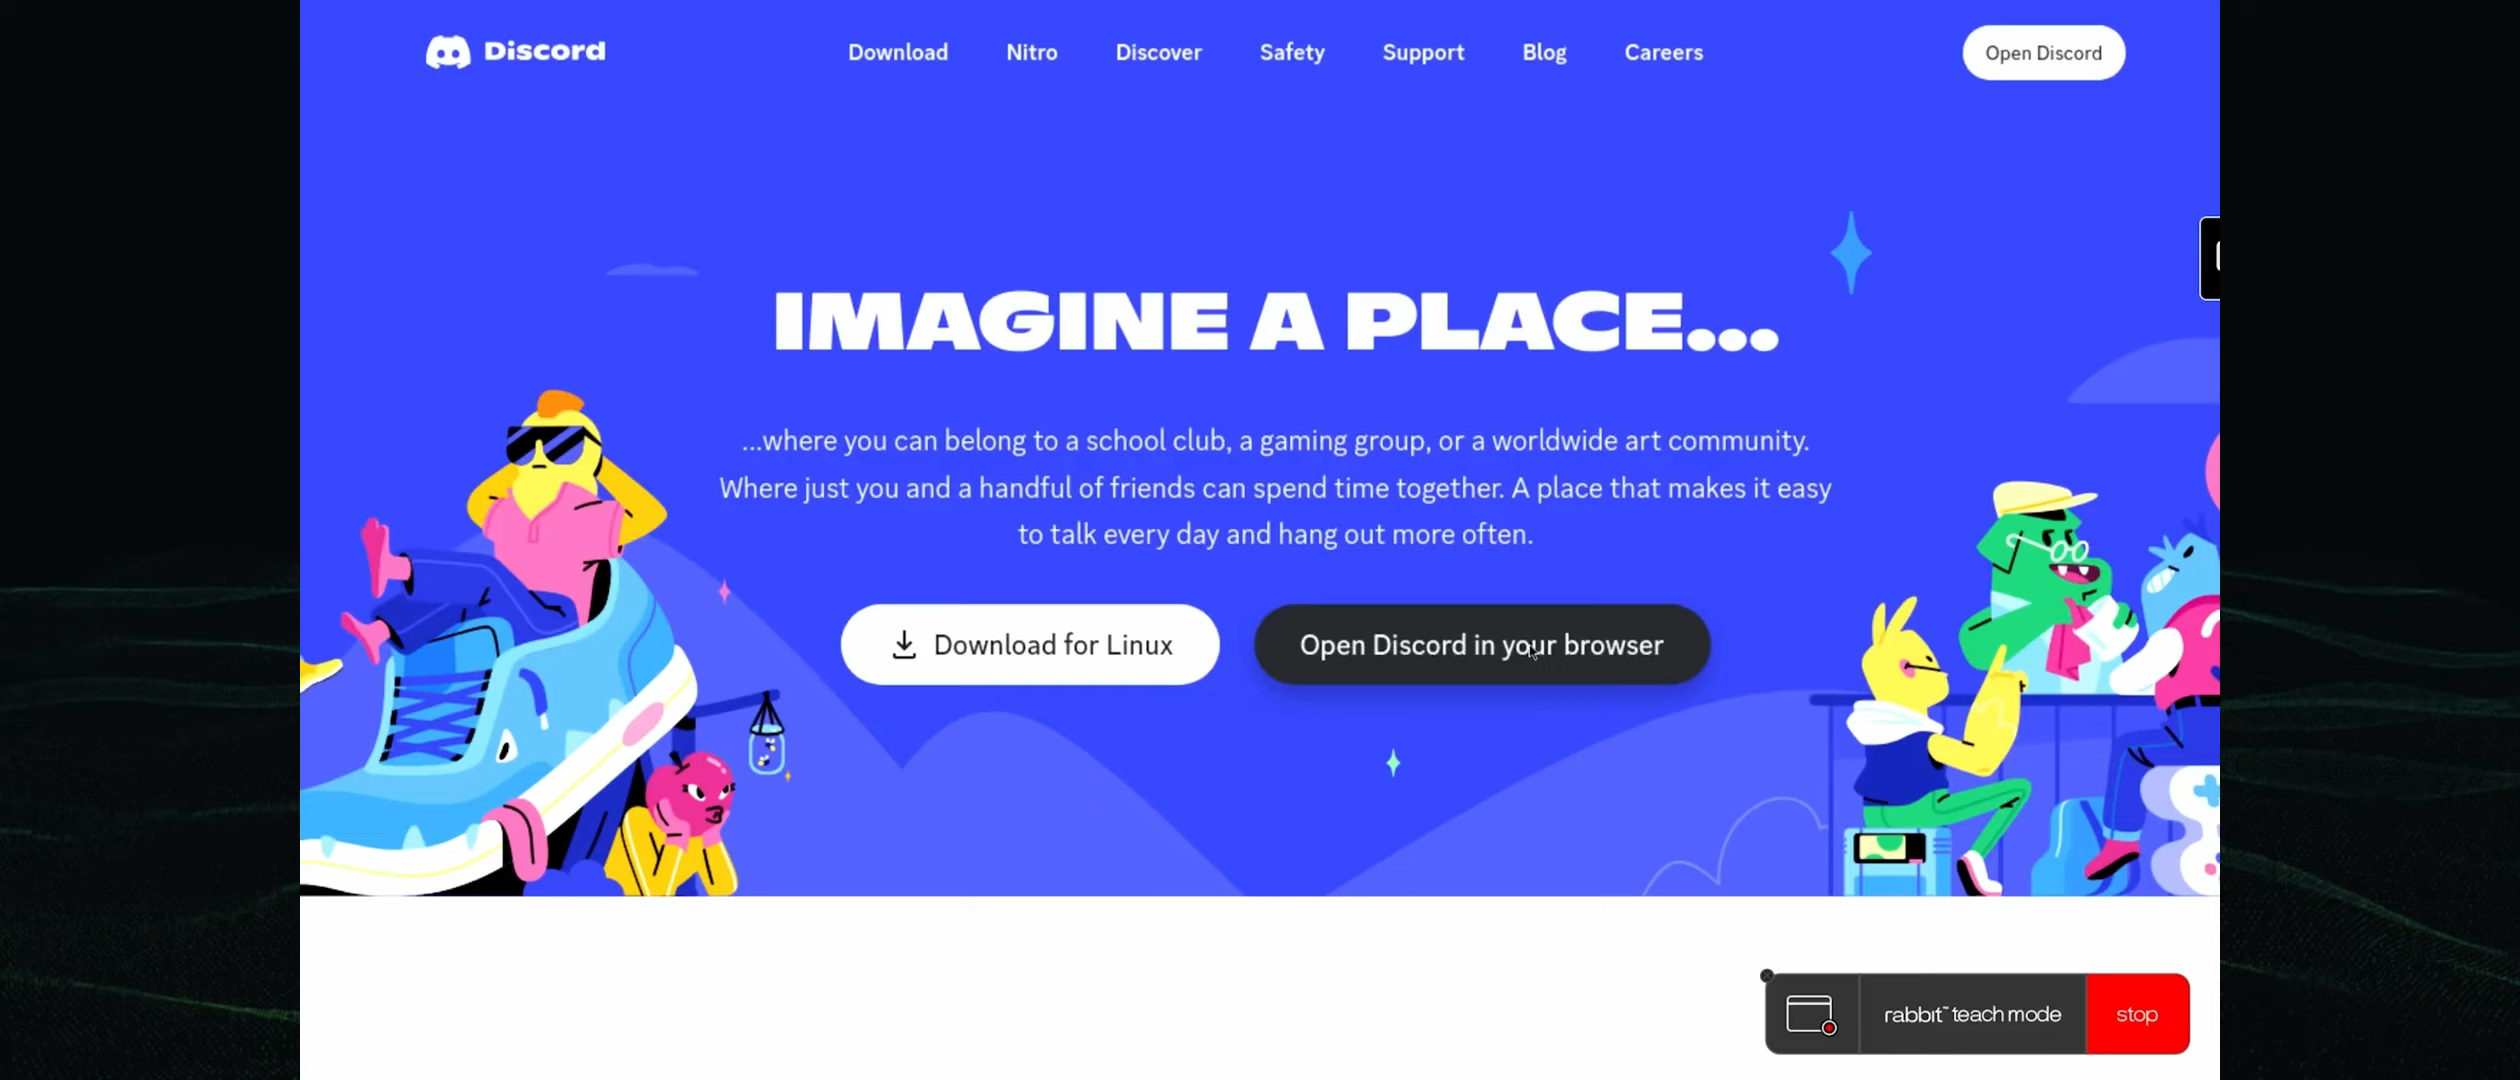 Discord
Download Nitro Discover Safety Support Blog Careers
Open Discord
IMAGINE A PLACE...
...where you can belong to a school club, a gaming group, or a worldwide art community.
Where just you and a handful of friends can spend time together. A place that makes it easy
to talk every day and hang out more often.
Download for Linux
Open Discord in your browser
rabbit™ teach mode
stop